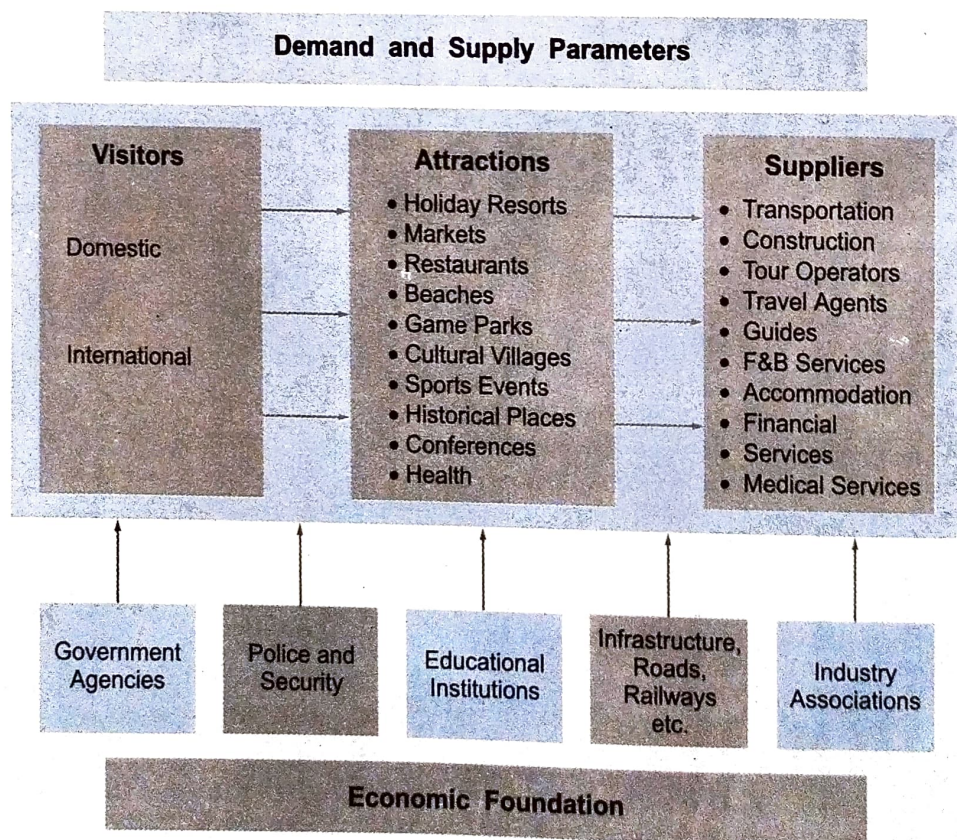 Demand and Supply Parameters
Visitors
Domestic
International
Attractions
• Holiday Resorts
• Markets
• Restaurants
• Beaches
• Game Parks
• Cultural Villages
• Sports Events
• Historical Places
• Conferences
• Health
Suppliers
• Transportation
• Construction
• Tour Operators
• Travel Agents
• Guides
• F&B Services
• Accommodation
• Financial
• Services
• Medical Services
Government
Agencies
Police and
Security
Educational
Institutions
Infrastructure,
Roads,
Railways
etc.
Industry
Associations
Economic Foundation